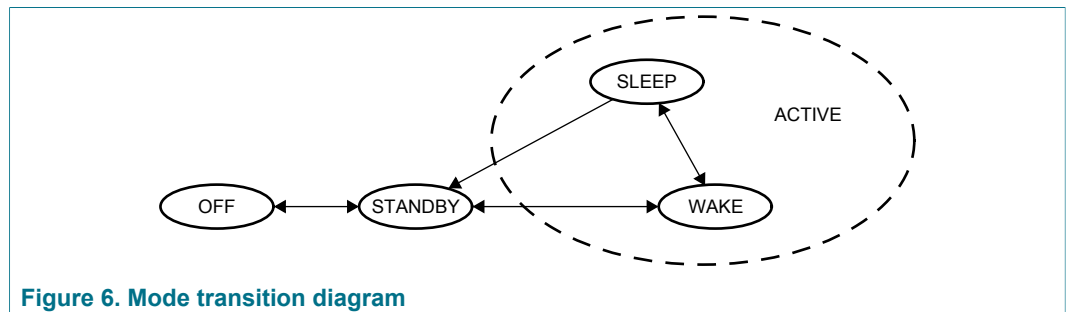 SLEEP
ACTIVE
OFF
STANDBY
WAKE
Figure 6. Mode transition diagram